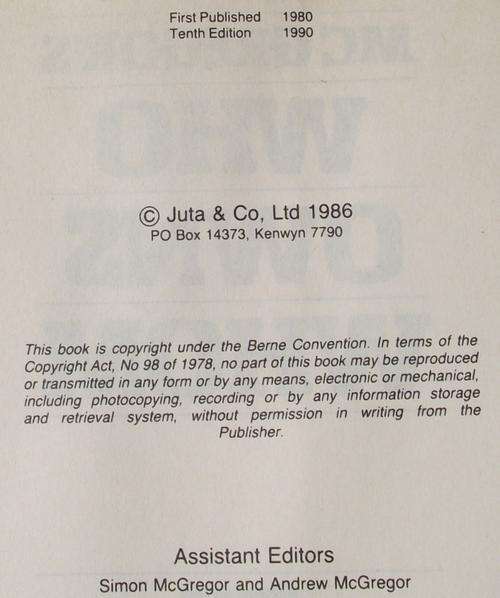 First Published 1980
Tenth Edition 1990
© Juta & Co, Ltd 1986
PO Box 14373, Kenwyn 7790
This book is copyright under the Berne Convention. In terms of the
Copyright Act, No 98 of 1978, no part of this book may be reproduced
or transmitted in any form or by any means, electronic or mechanical,
including photocopying, recording or by any information storage
and retrieval system, without permission in writing from the
Publisher.
Assistant Editors
Simon McGregor and Andrew McGregor